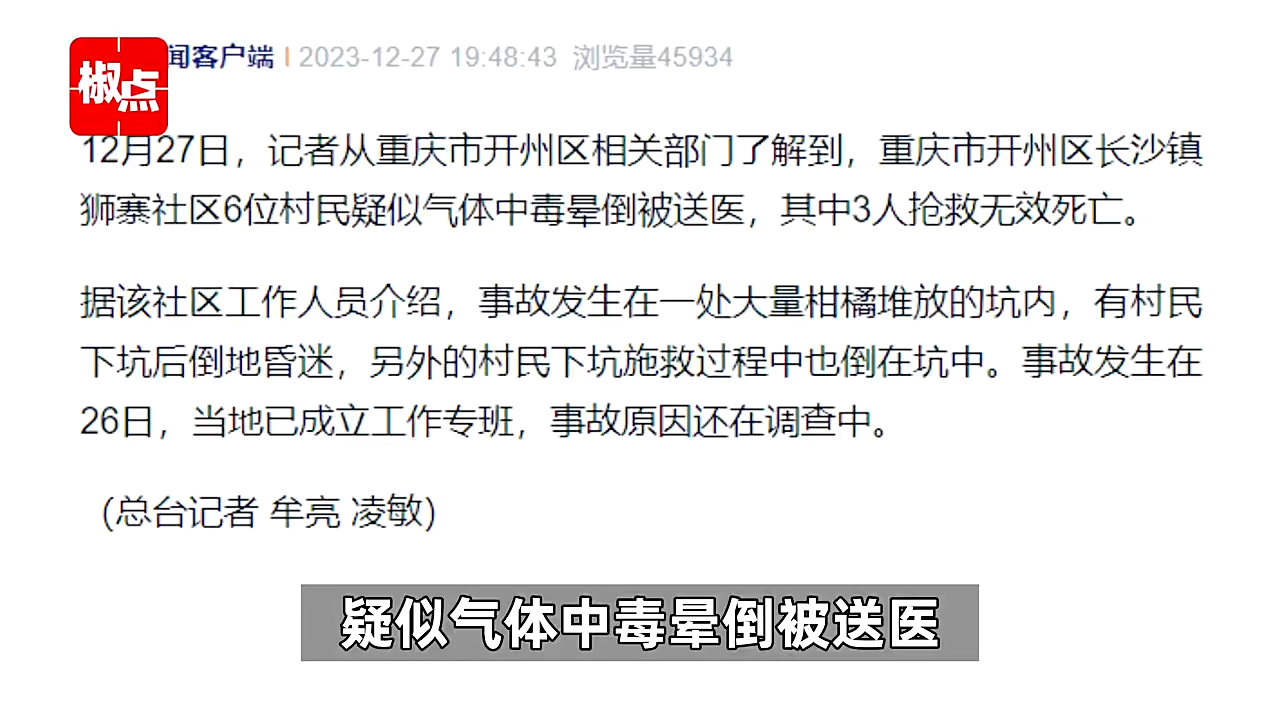 椒点
闻客户端 | 2023-12-27 19:48:43 浏览量45934
12月27日，记者从重庆市开州区相关部门了解到，重庆市开州区长沙镇
狮寨社区6位村民疑似气体中毒晕倒被送医，其中3人抢救无效死亡。
据该社区工作人员介绍，事故发生在一处大量柑橘堆放的坑内，有村民
下坑后倒地昏迷，另外的村民下坑施救过程中也倒在坑中。事故发生在
26日，当地已成立工作专班，事故原因还在调查中。
（总台记者 牟亮 凌敏）
疑似气体中毒晕倒被送医